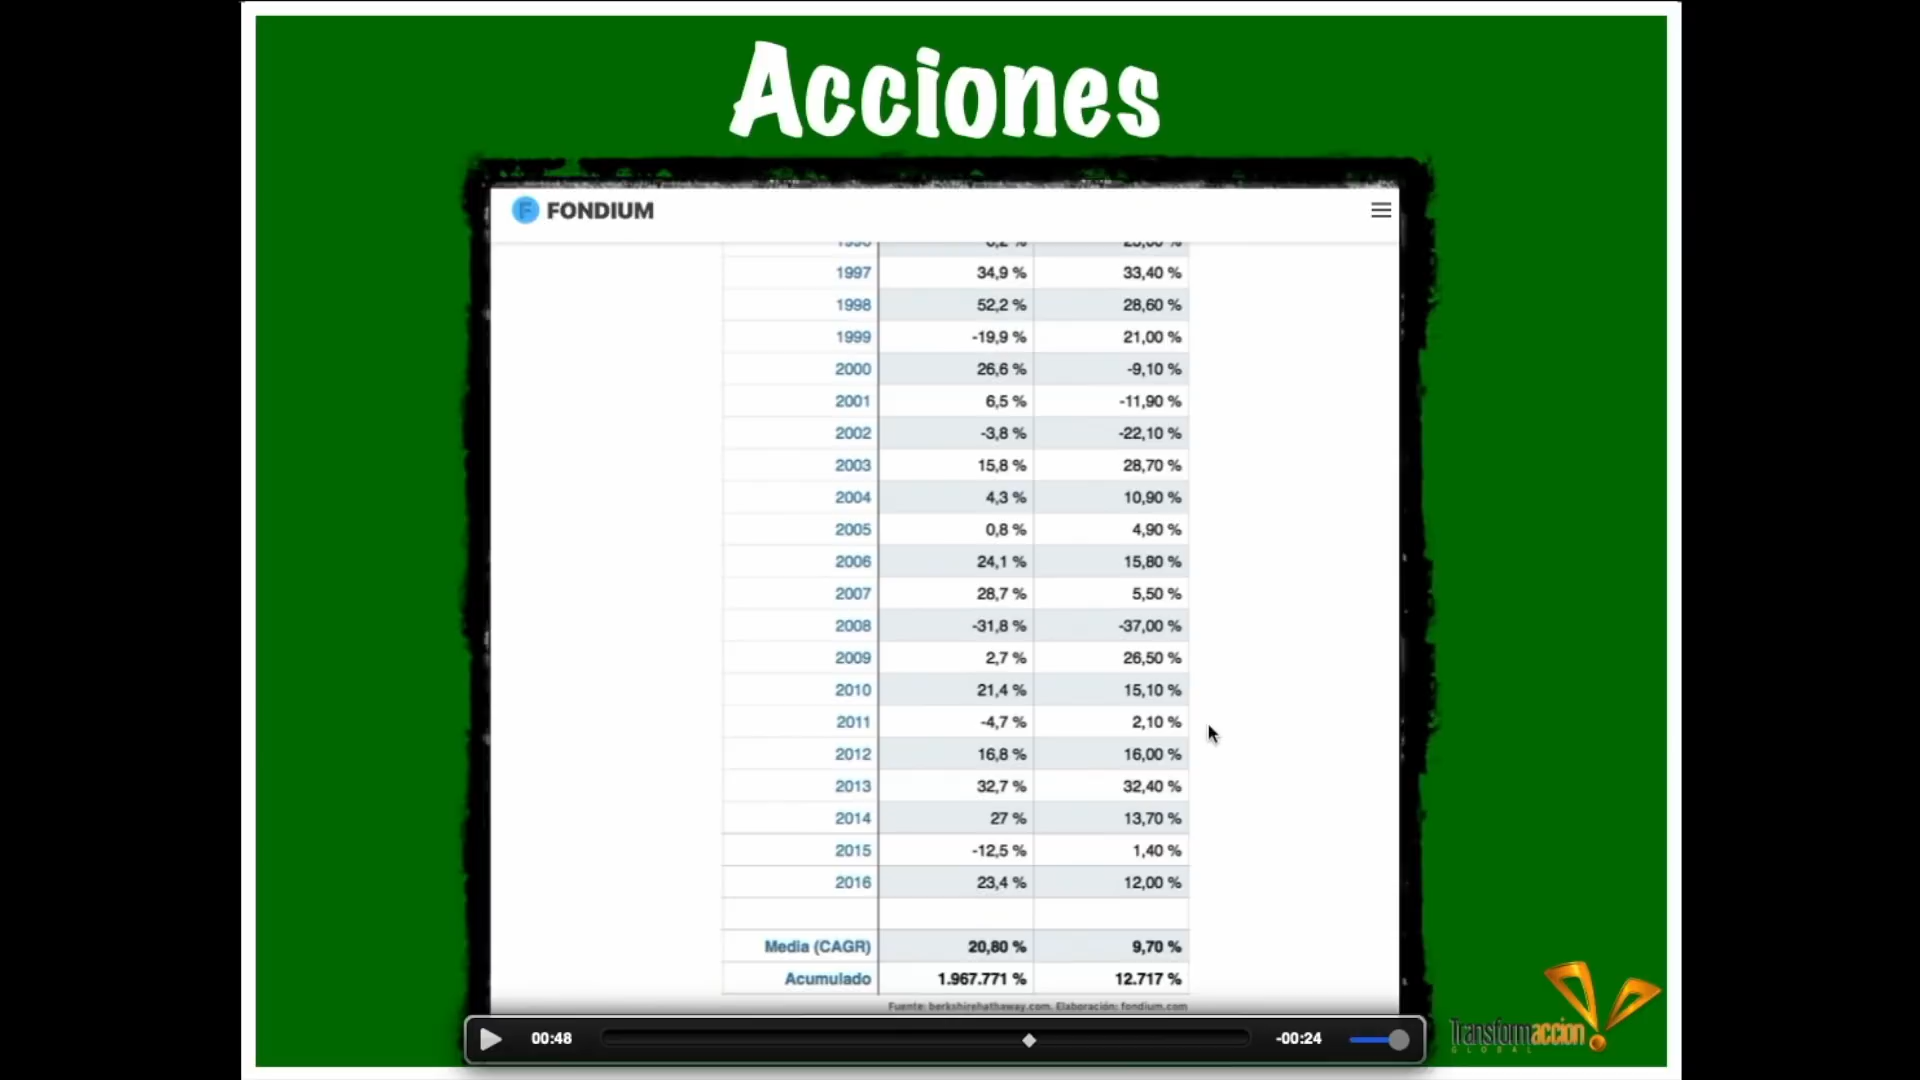 Acciones
FONDIUM
1997 34,9 % 33,40 %
1998 52,2 % 28,60 %
1999 -19,9 % 21,00 %
2000 26,6 % -9,10 %
2001 6,5 % -11,90 %
2002 -3,8 % -22,10 %
2003 15,8 % 28,70 %
2004 4,3 % 10,90 %
2005 0,8 % 4,90 %
2006 24,1 % 15,80 %
2007 28,7 % 5,50 %
2008 -31,8 % -37,00 %
2009 2,7 % 26,50 %
2010 21,4 % 15,10 %
2011 -4,7 % 2,10 %
2012 16,8 % 16,00 %
2013 32,7 % 32,40 %
2014 27 % 13,70 %
2015 -12,5 % 1,40 %
2016 23,4 % 12,00 %
Media (CAGR) 20,80 % 9,70 %
Acumulado 1.967.771 % 12.717 %
Fuente: berkshirehathaway.com. Elaboración: fondium.com
00:48 -00:24
Transformaccion
GLOBAL